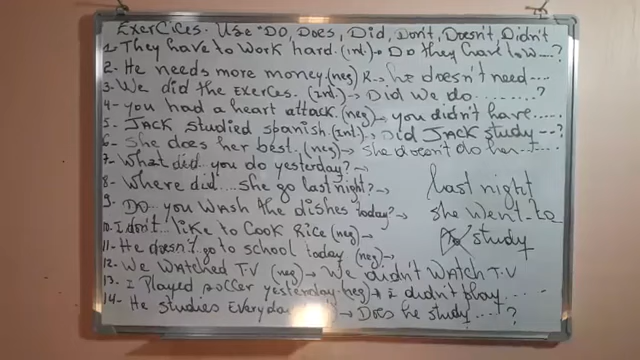 ExerCices. Use "DO, Does, Did, Don't, Doesn't Didn't
1. They have to work hard. (int) → Do they have to w....?
2- He needs more money. (neg) R→ he doesn't need....
3. We did the Exerces. (int.) → Did We do.........?
4- you had a heart attack. (neg) → you didn't have......
5. JACK studied spanish. (int.) → Did JACK study --?
6- She does her best. (neg) → She doesn't do her......
7- What did you do yesterday? →
8- Where did.... she go last night? → last night
9- DO... you WAsh the dishes today? → she went to
10. I don't... like to Cook Rice (neg) → study
11- He doesn't go to school today (neg) →
12- We WAtched T.V (neg) → We didn't WAtch T.V
13. I Played soccer yesterday. neg) → I didn't play......
14- He studies Everyday → Does he study.....?